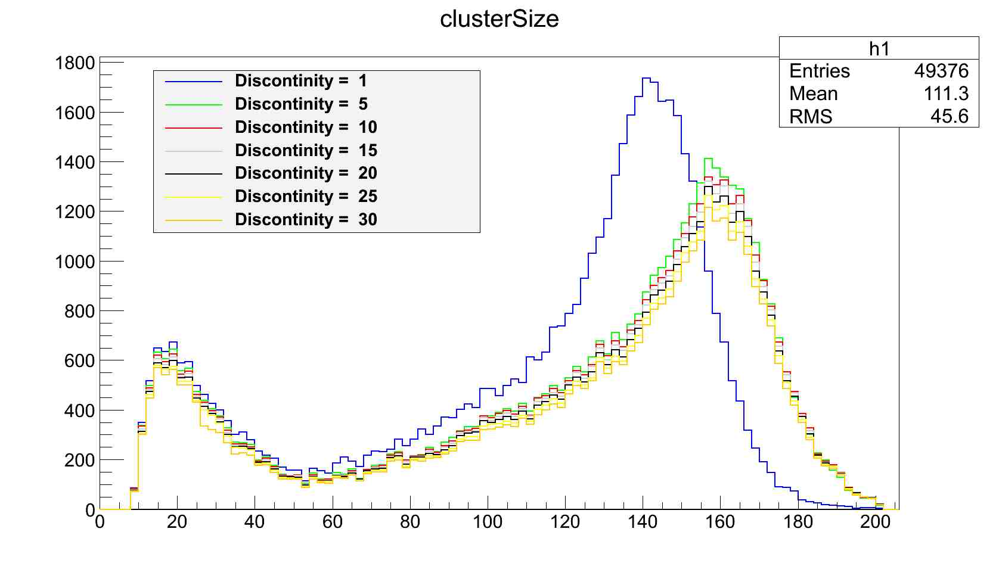 clusterSize
h1
Entries 49376
Mean 111.3
RMS 45.6
Discontinity = 1
Discontinity = 5
Discontinity = 10
Discontinity = 15
Discontinity = 20
Discontinity = 25
Discontinity = 30
1800
1600
1400
1200
1000
800
600
400
200
0
0 20 40 60 80 100 120 140 160 180 200